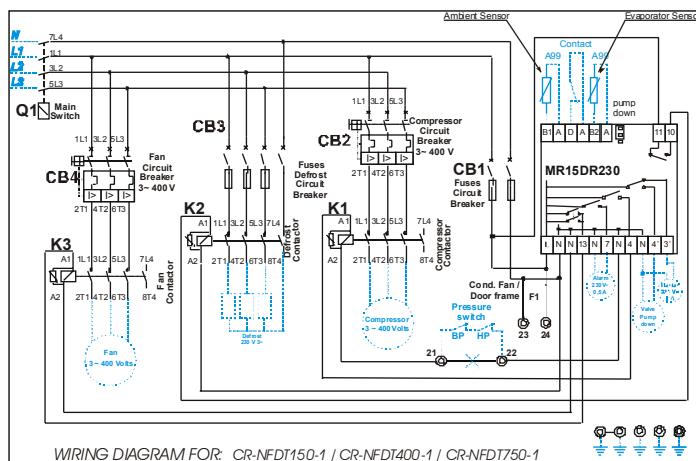 Ambient Sensor
Evaporator Sensor
N
7L4
L1
1L1
L2
3L2
L3
5L3
Q1
Main
Switch
A99
Contact
A99
pump
down
B1 A D A B2 A
11 10
MR15DR230
1L1 3L2 5L3
Fan
Circuit
Breaker
3~ 400 V
CB4
I> I> I>
2T1 4T2 6T3
CB3
Fuses
Defrost
Circuit
Breaker
1L1 3L2 5L3
Compressor
Circuit
Breaker
3~ 400 V
CB2
I> I> I>
2T1 4T2 6T3
CB1
Fuses
Circuit
Breaker
K3
A1
A2
1L1 3L2 5L3 7L4
2T1 4T2 6T3 8T4
Fan
Contactor
K2
A1
A2
1L1 3L2 5L3 7L4
2T1 4T2 6T3 8T4
Defrost
Contactor
K1
A1
A2
1L1 3L2 5L3 7L4
2T1 4T2 6T3 8T4
Compressor
Contactor
L N N 13 N 7 N 4 N 4' 3'
Fan
3 ~ 400 Volts
Defrost
230 V 3~
Compressor
3 ~ 400 Volts
Cond. Fan /
Door frame
F1
23 24
Pressure
switch
BP HP
21 22
Alarm
230V-
0,5 A
Valve
Pump
down
WIRING DIAGRAM FOR: CR-NFDT150-1 / CR-NFDT400-1 / CR-NFDT750-1